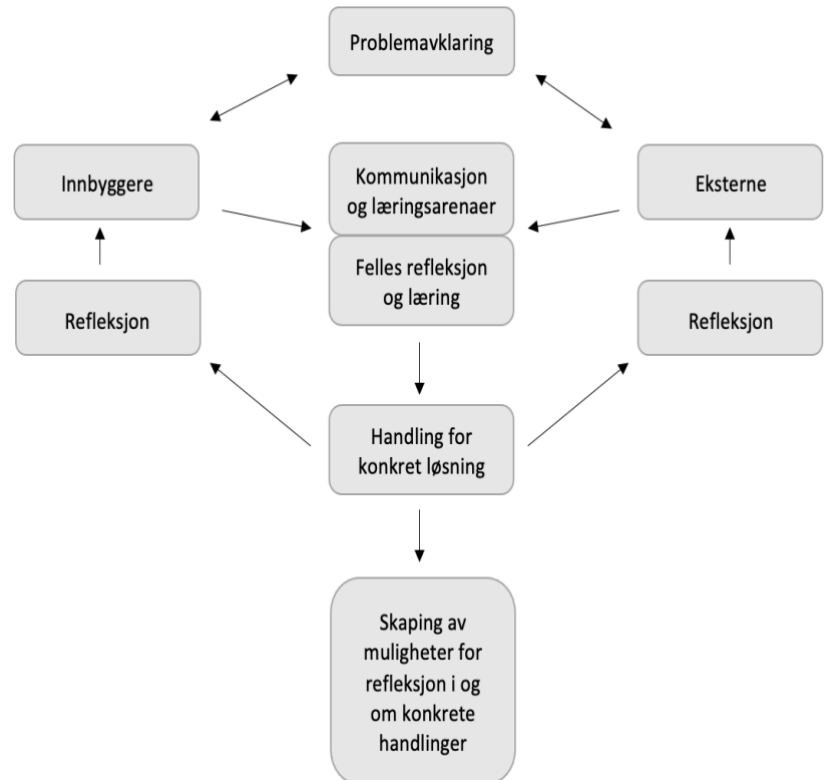 Problemavklaring
Innbyggere
Kommunikasjon
og læringsarenaer
Eksterne
Felles refleksjon
og læring
Refleksjon
Refleksjon
Handling for
konkret løsning
Skaping av
muligheter for
refleksjon i og
om konkrete
handlinger